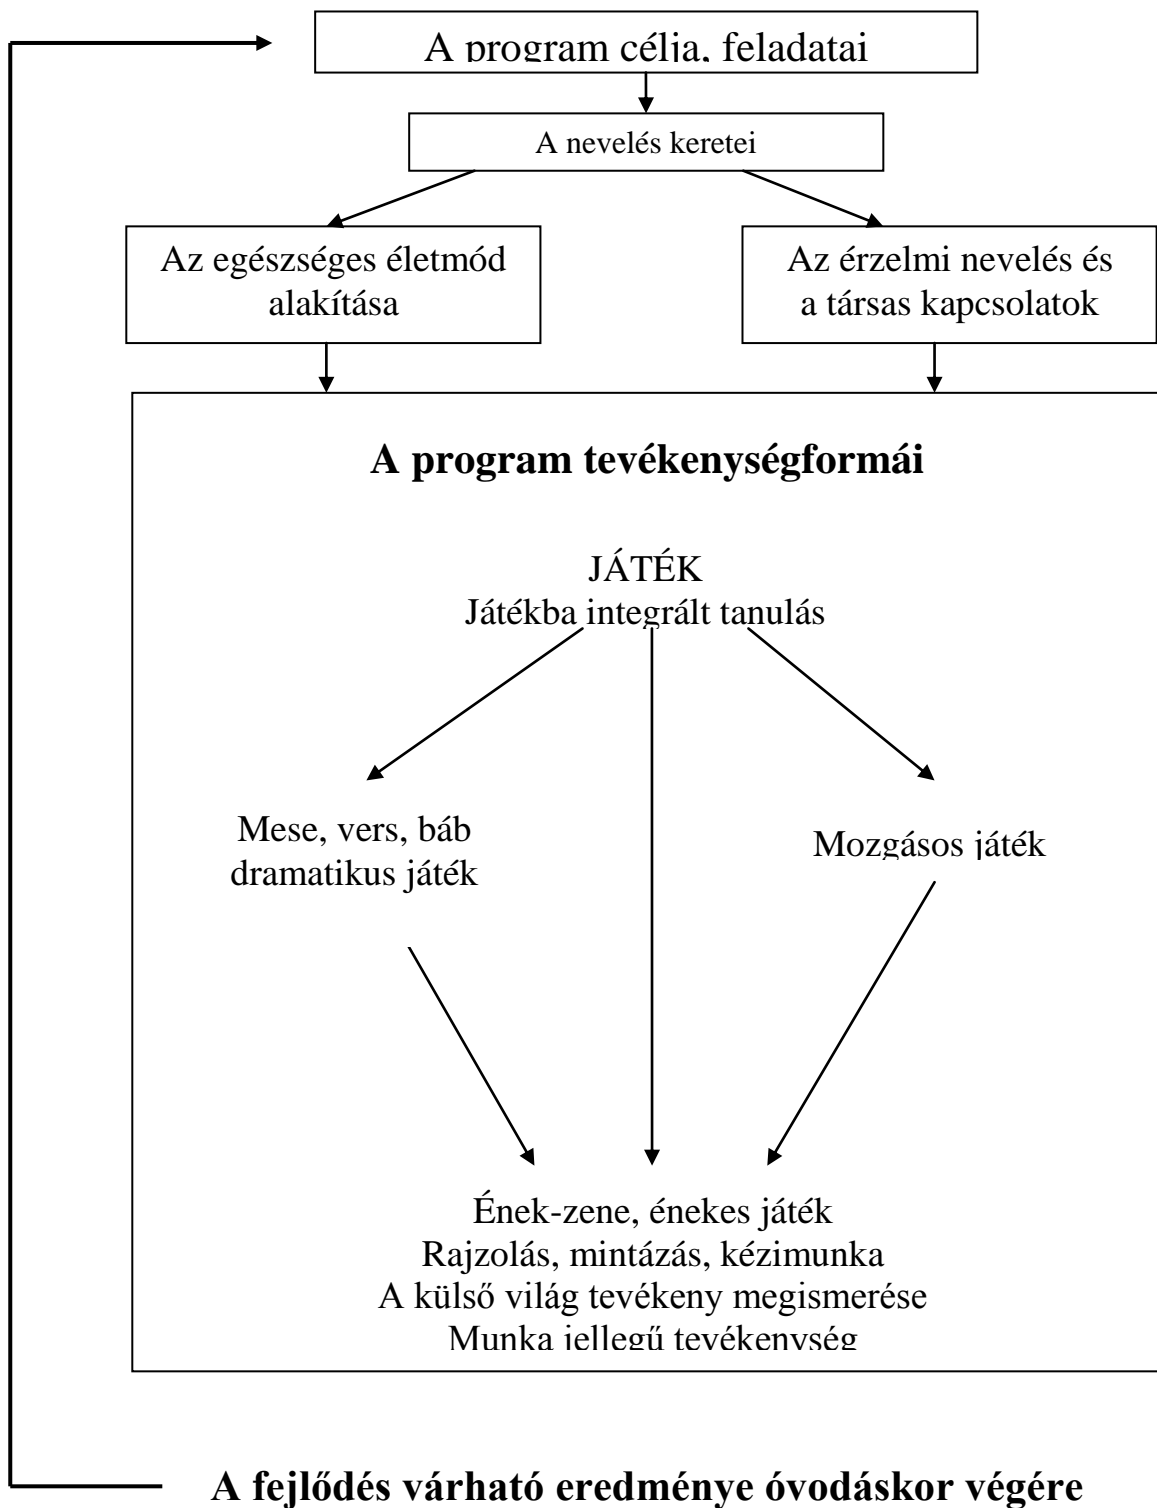 A program célja, feladatai
A nevelés keretei
Az egészséges életmód
alakítása
Az érzelmi nevelés és
a társas kapcsolatok
A program tevékenységformái
JÁTÉK
Játékba integrált tanulás
Mese, vers, báb
dramatikus játék
Mozgásos játék
Ének-zene, énekes játék
Rajzolás, mintázás, kézimunka
A külső világ tevékeny megismerése
Munka jellegű tevékenység
A fejlődés várható eredménye óvodáskor végére